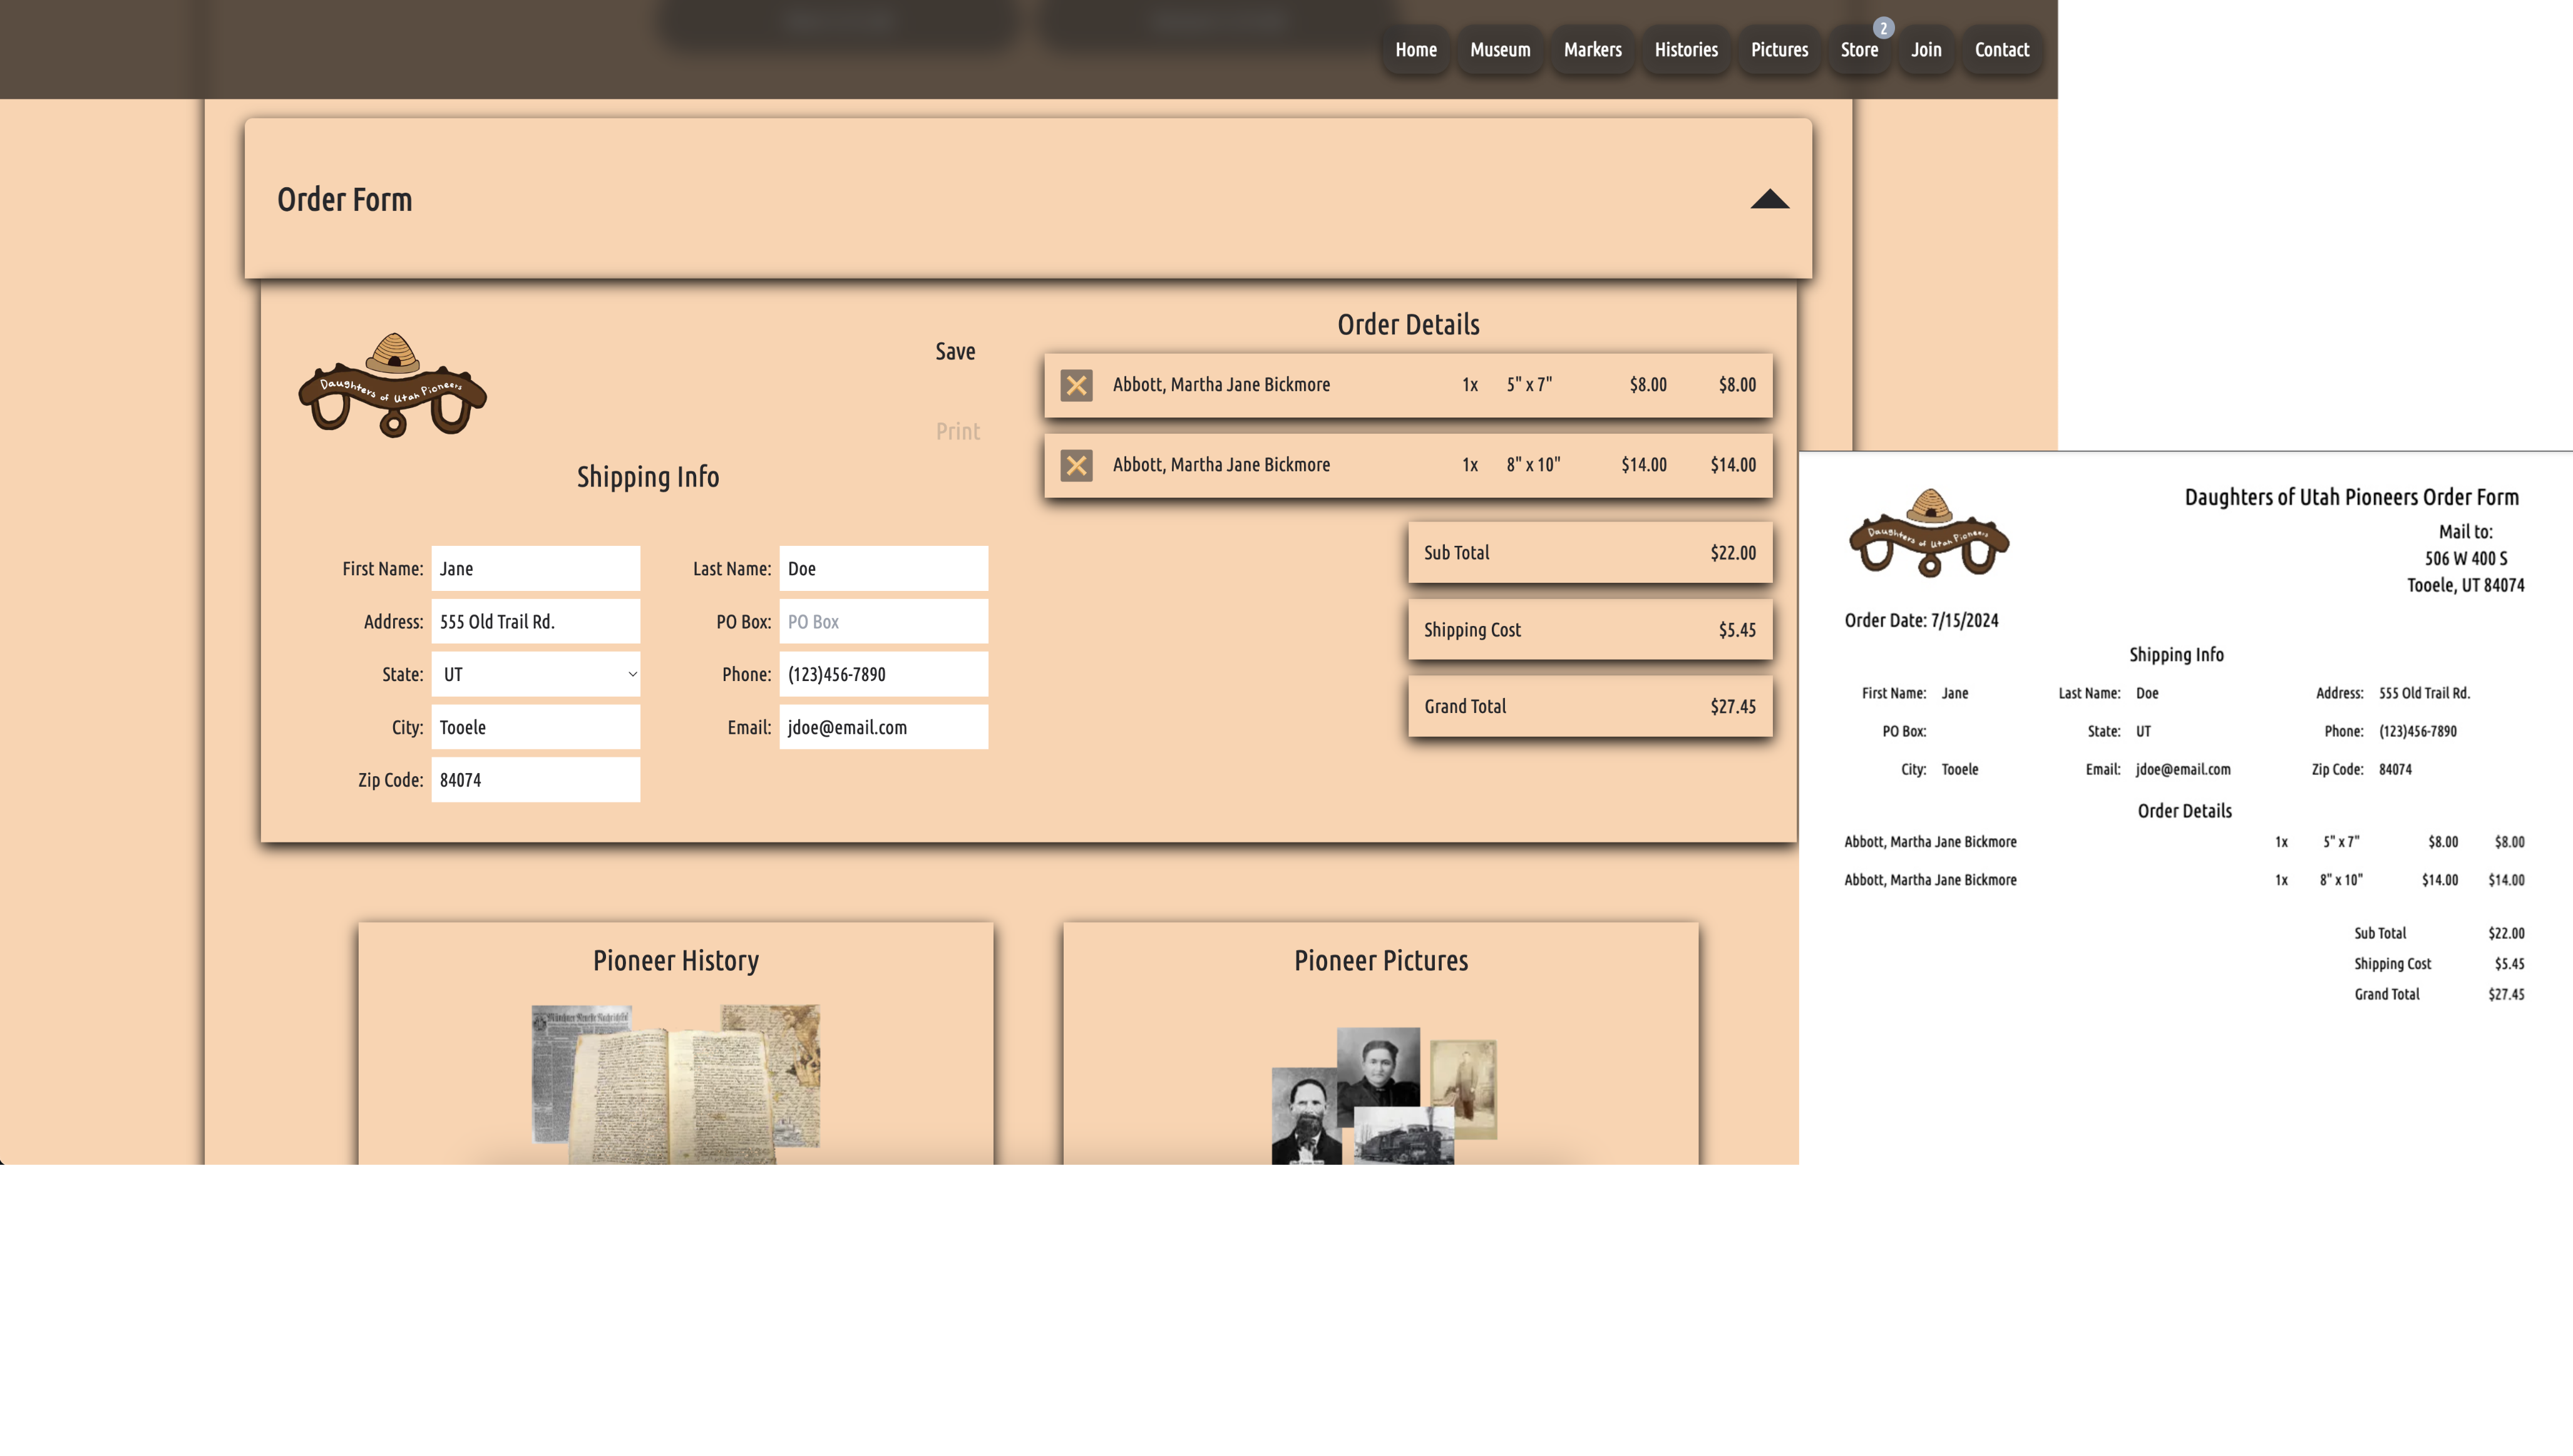 Home Museum Markers Histories Pictures Store 2 Join Contact
Order Form
Daughters of Utah Pioneers
Save
Print
Shipping Info
First Name: Jane Last Name: Doe
Address: 555 Old Trail Rd. PO Box: PO Box
State: UT Phone: (123)456-7890
City: Tooele Email: jdoe@email.com
Zip Code: 84074
Order Details
Abbott, Martha Jane Bickmore 1x 5" x 7" $8.00 $8.00
Abbott, Martha Jane Bickmore 1x 8" x 10" $14.00 $14.00
Sub Total $22.00
Shipping Cost $5.45
Grand Total $27.45
Pioneer History
Pioneer Pictures
Daughters of Utah Pioneers
Daughters of Utah Pioneers Order Form
Mail to:
506 W 400 S
Tooele, UT 84074
Order Date: 7/15/2024
Shipping Info
First Name: Jane Last Name: Doe Address: 555 Old Trail Rd.
PO Box: State: UT Phone: (123)456-7890
City: Tooele Email: jdoe@email.com Zip Code: 84074
Order Details
Abbott, Martha Jane Bickmore 1x 5" x 7" $8.00 $8.00
Abbott, Martha Jane Bickmore 1x 8" x 10" $14.00 $14.00
Sub Total $22.00
Shipping Cost $5.45
Grand Total $27.45